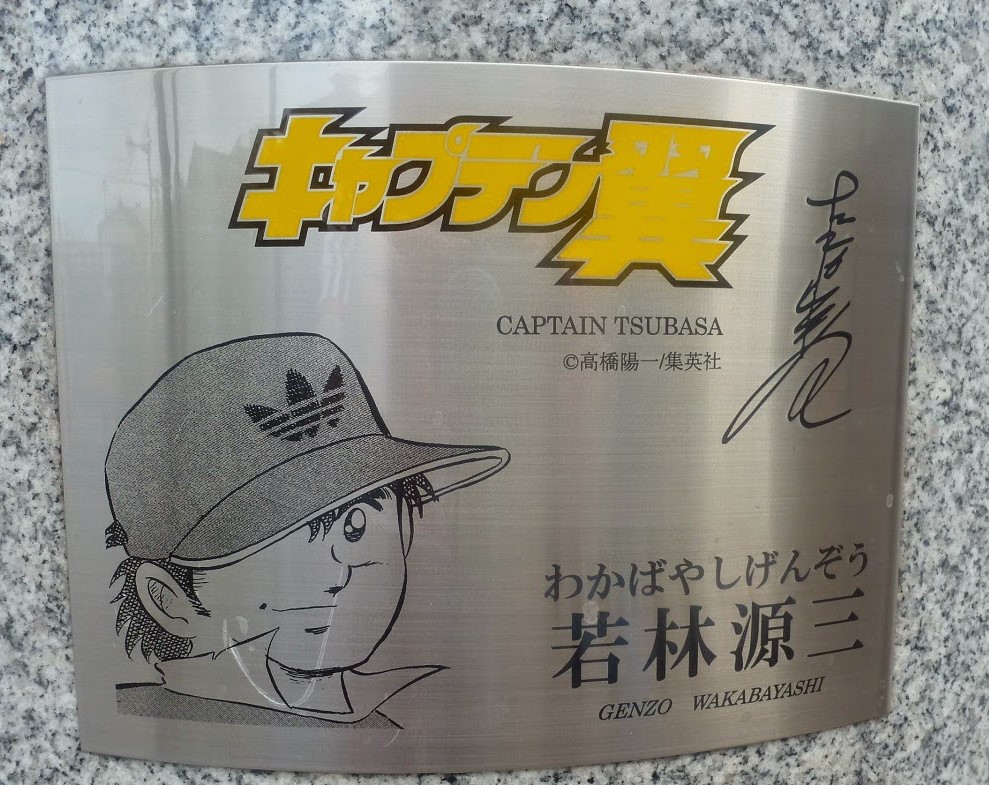 キャプテン翼
CAPTAIN TSUBASA
©高橋陽一/集英社
わかばやしげんぞう
若林源三
GENZO WAKABAYASHI